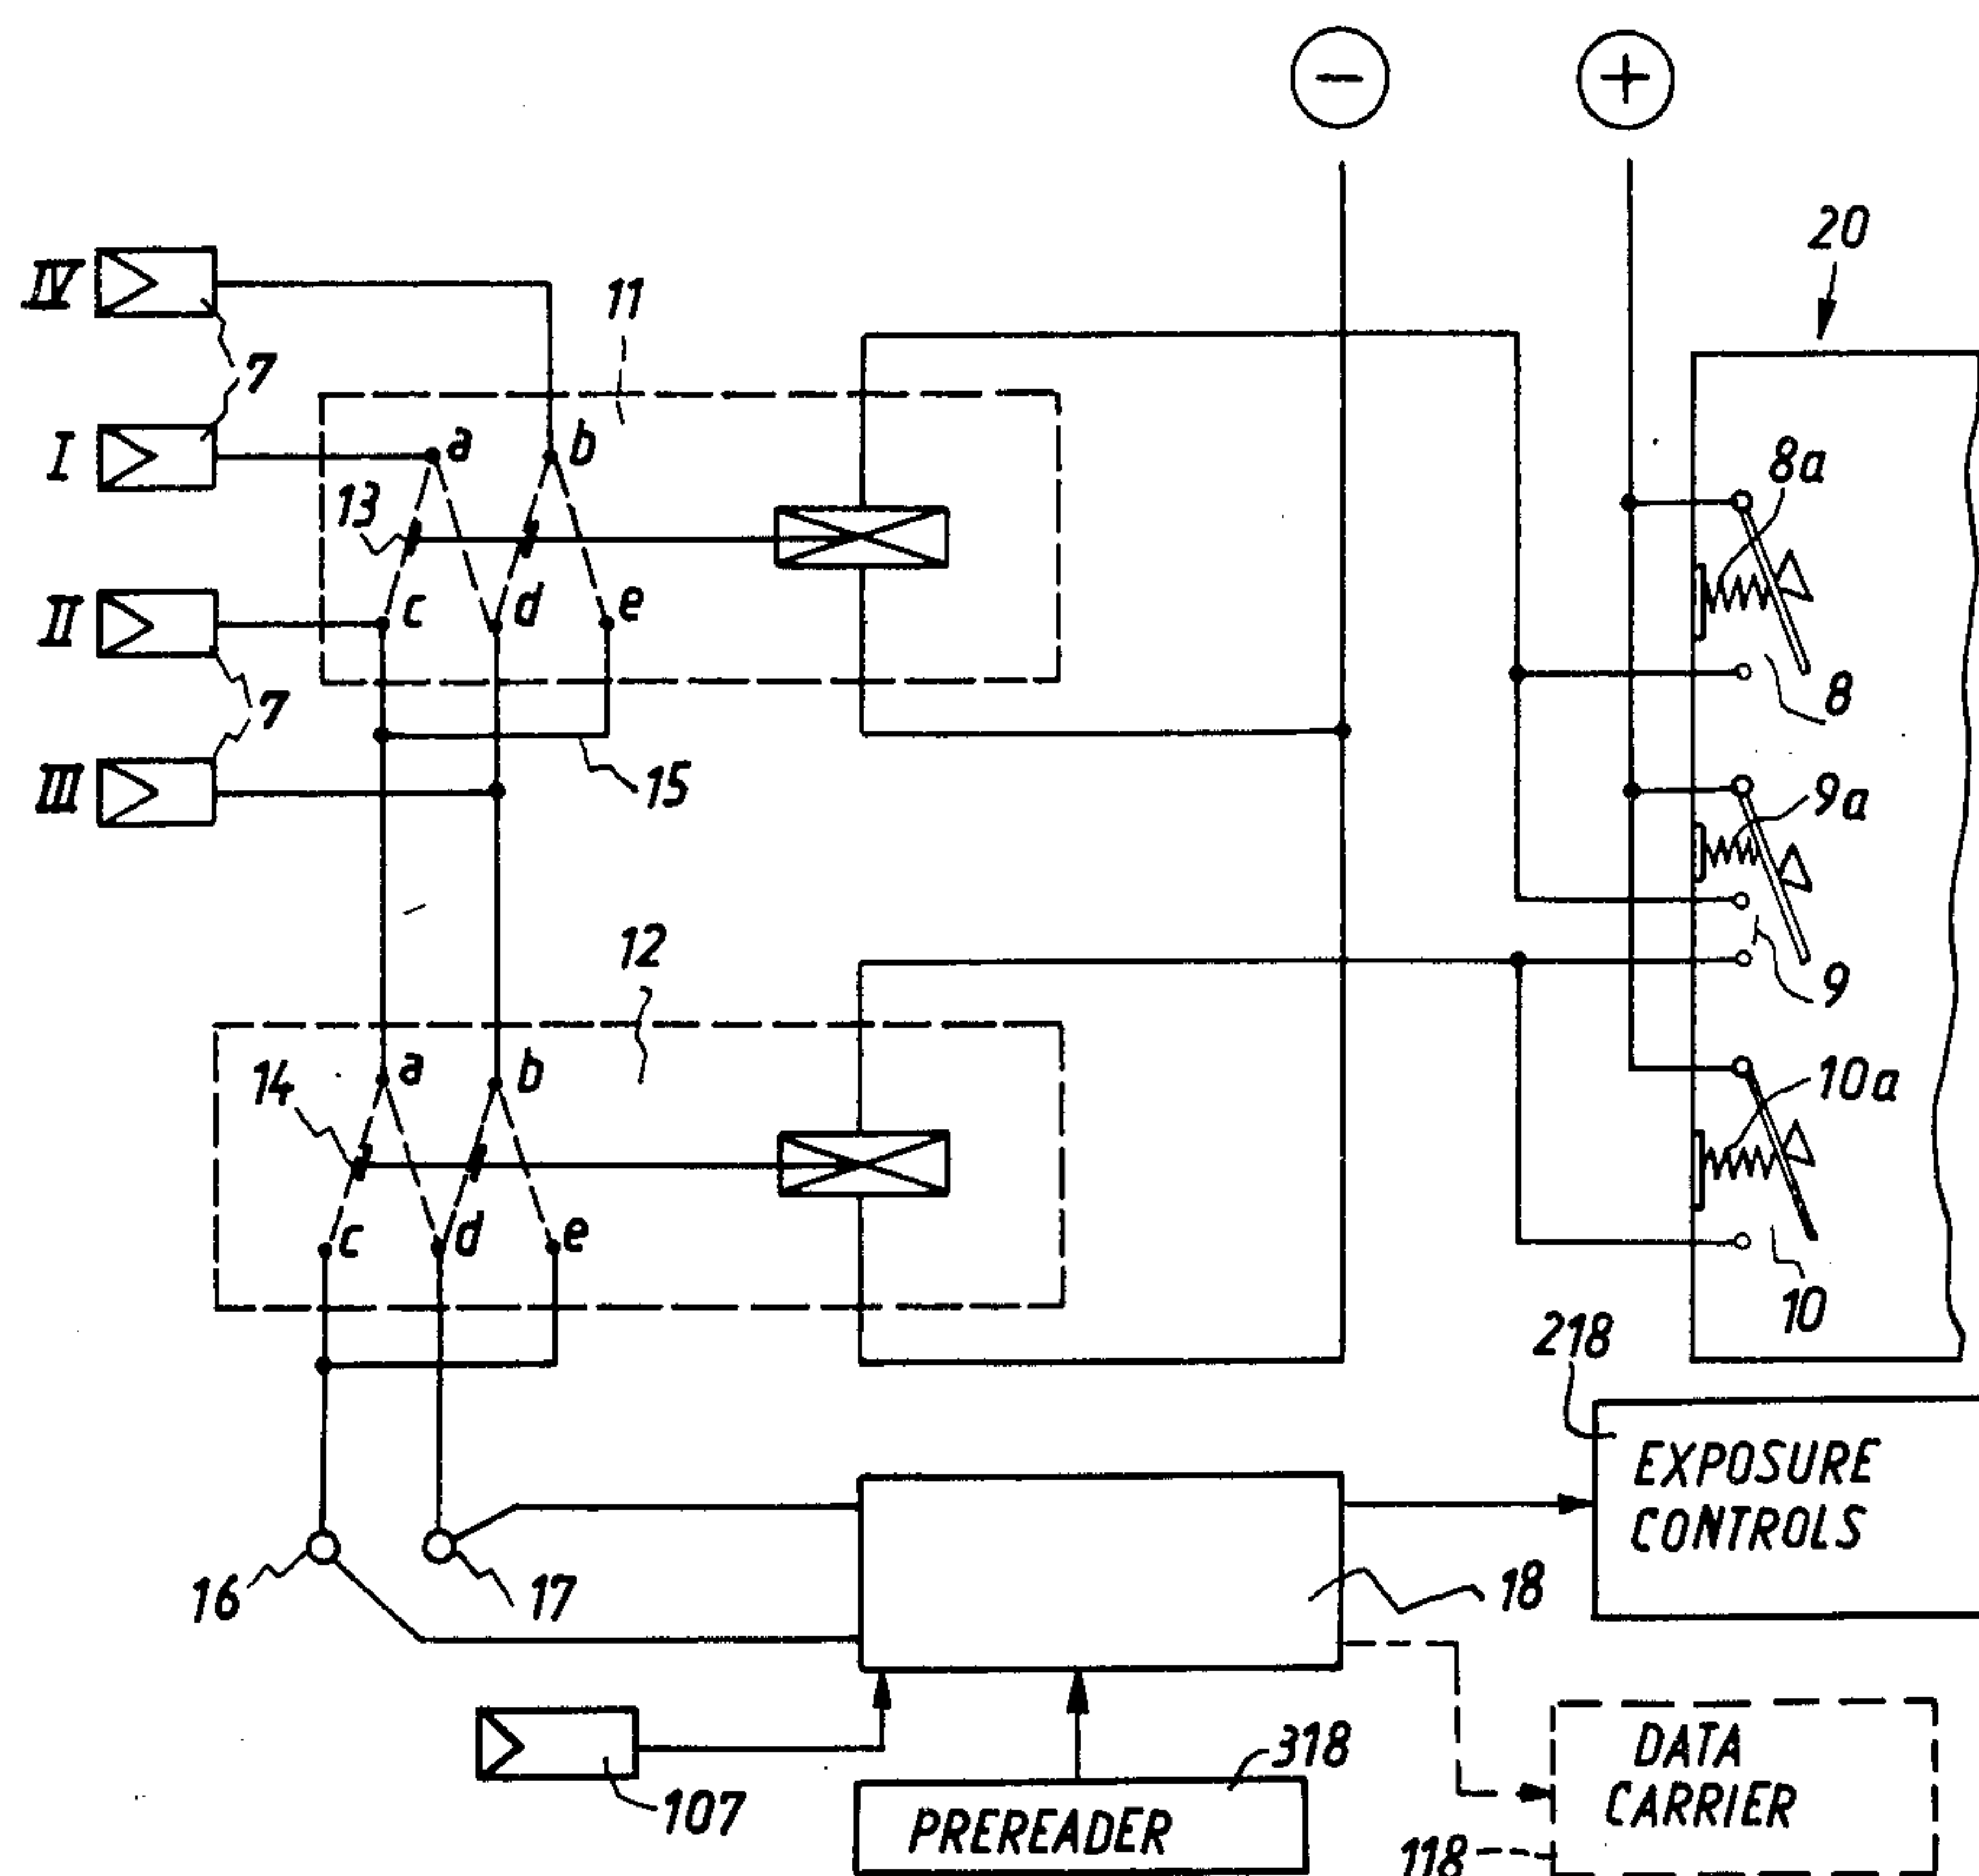 −
+
20
IV
11
7
I
a
b
8a
13
II
c
d
e
8
7
III
15
9a
12
9
14
a
b
10a
c
d
e
10
218
EXPOSURE
CONTROLS
16
17
18
318
DATA
CARRIER
107
PREREADER
118